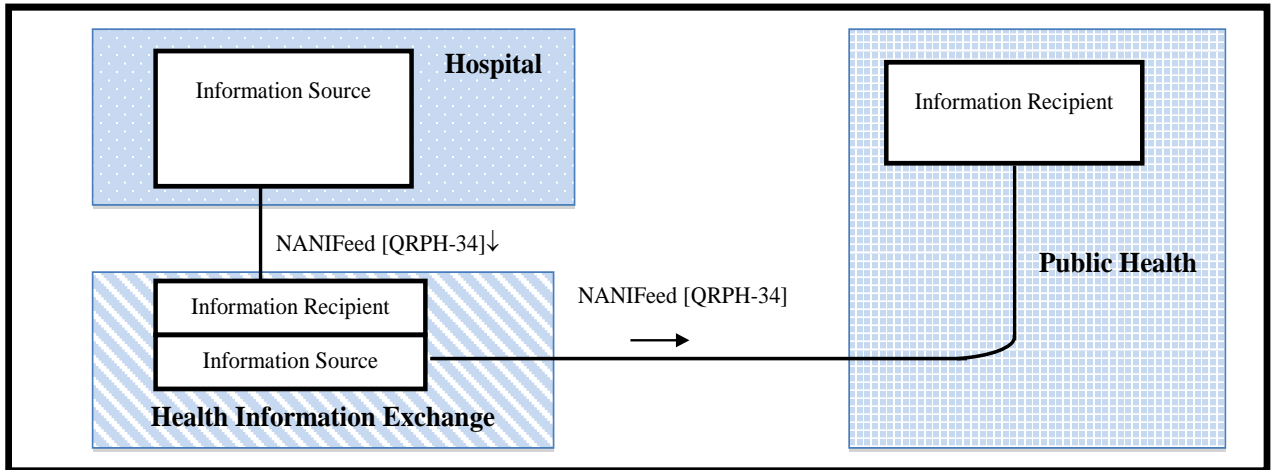 Hospital
Information Source
NANIFeed [QRPH-34]↓
Information Recipient
Information Source
Health Information Exchange
NANIFeed [QRPH-34]
Information Recipient
Public Health